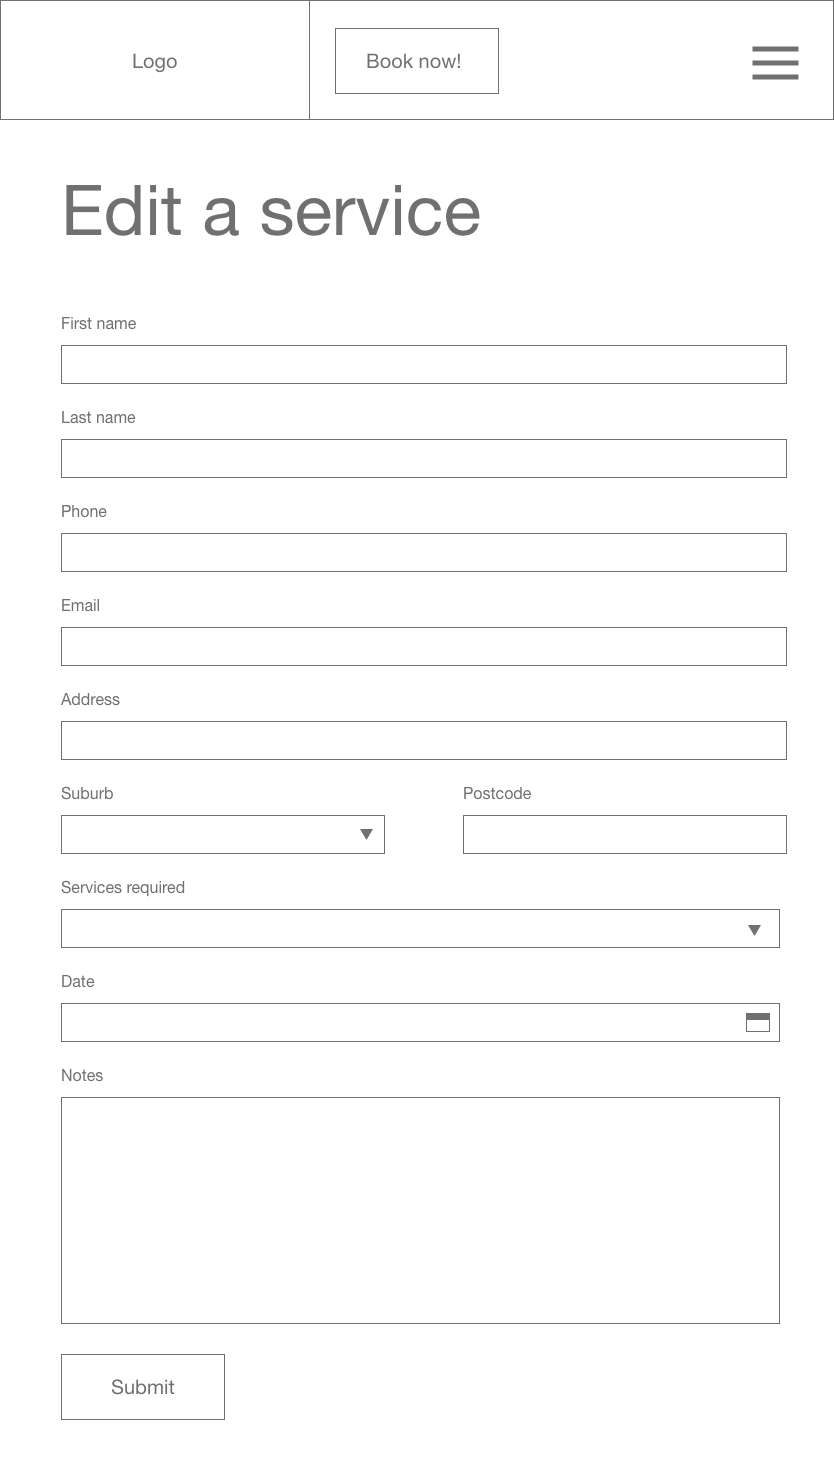 Logo
Book now!
Edit a service
First name
Last name
Phone
Email
Address
Suburb
Postcode
Services required
Date
Notes
Submit